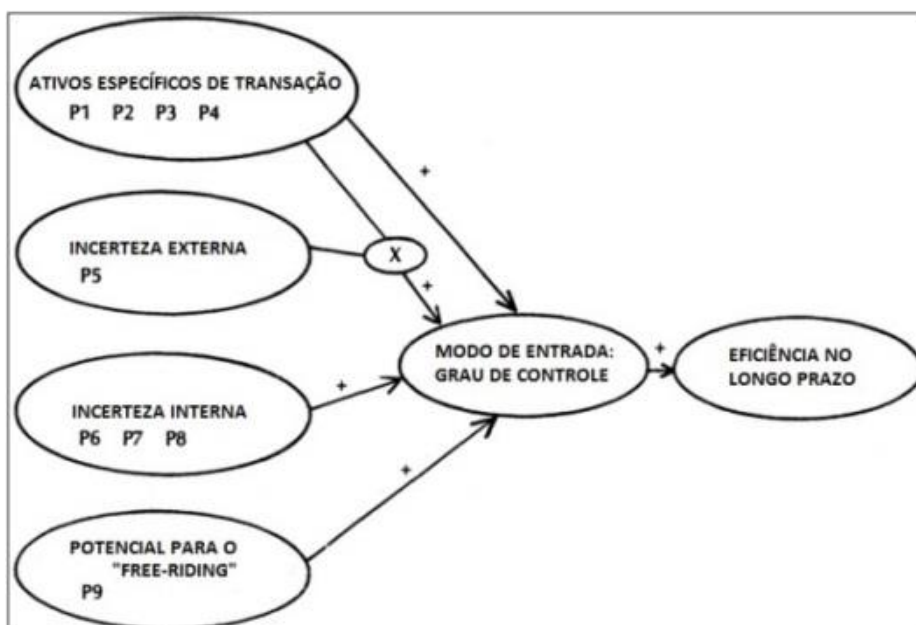 ATIVOS ESPECÍFICOS DE TRANSAÇÃO
P1 P2 P3 P4
+
INCERTEZA EXTERNA
P5
X
+
MODO DE ENTRADA:
GRAU DE CONTROLE
+
EFICIÊNCIA NO
LONGO PRAZO
INCERTEZA INTERNA
P6 P7 P8
+
+
POTENCIAL PARA O
"FREE-RIDING"
P9